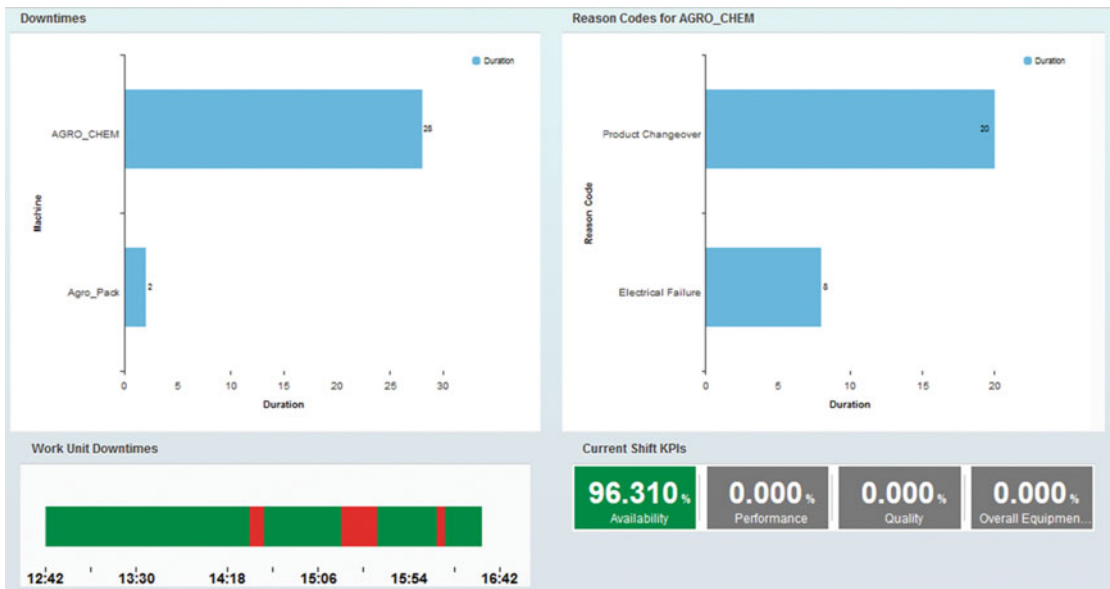 Downtimes
Duration
AGRO_CHEM
28
Machine
Agro_Pack
2
0 5 10 15 20 25 30
Duration
Reason Codes for AGRO_CHEM
Duration
Product Changeover
20
Reason Code
Electrical Failure
8
0 5 10 15 20
Duration
Work Unit Downtimes
12:42 13:30 14:18 15:06 15:54 16:42
Current Shift KPIs
96.310 % 0.000 % 0.000 % 0.000 %
Availability Performance Quality Overall Equipmen...